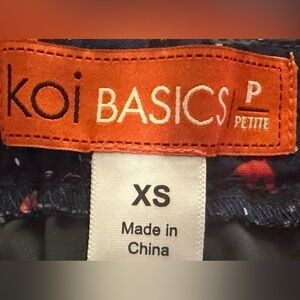 koi BASICS P
PETITE
XS
Made in
China